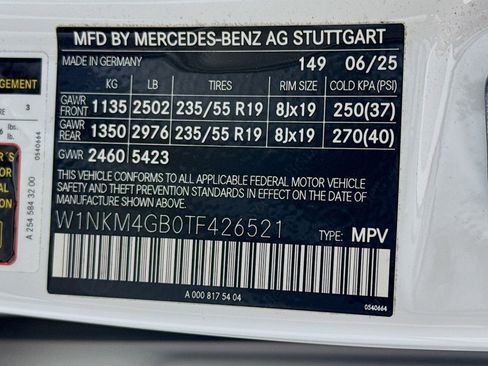 MFD BY MERCEDES-BENZ AG STUTTGART
MADE IN GERMANY 149 06/25
KG LB TIRES RIM SIZE COLD KPA (PSI)
GAWR FRONT 1135 2502 235/55 R19 8Jx19 250(37)
GAWR REAR 1350 2976 235/55 R19 8Jx19 270(40)
GVWR 2460 5423
THIS VEHICLE CONFORMS TO ALL APPLICABLE FEDERAL MOTOR VEHICLE
SAFETY AND THEFT PREVENTION STANDARDS IN EFFECT ON THE DATE OF
MANUFACTURE SHOWN ABOVE.
W1NKM4GB0TF426521 TYPE: MPV
A 000 817 54 04
0540664
3
lbs.
0540664
A 254 584 32 00